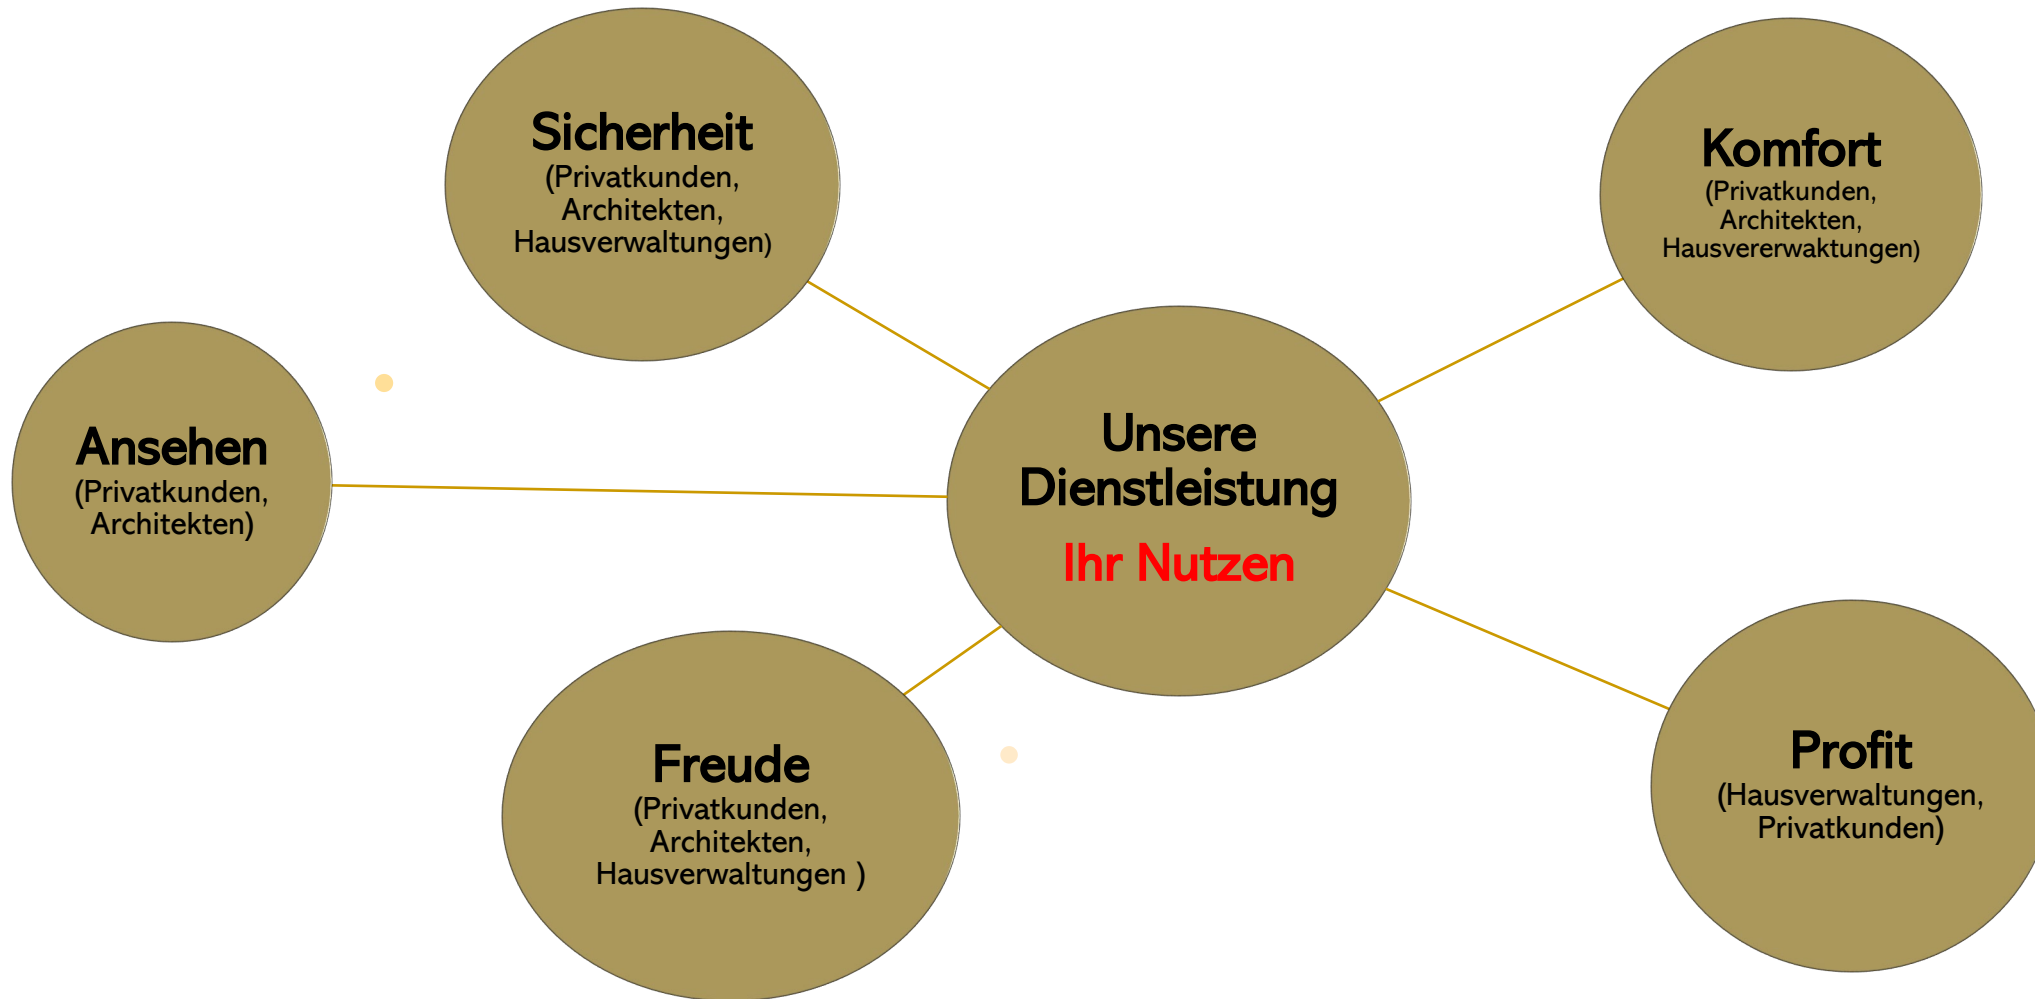 Sicherheit
(Privatkunden,
Architekten,
Hausverwaltungen)
Komfort
(Privatkunden,
Architekten,
Hausvererwaktungen)
Ansehen
(Privatkunden,
Architekten)
Unsere
Dienstleistung
Ihr Nutzen
Freude
(Privatkunden,
Architekten,
Hausverwaltungen )
Profit
(Hausverwaltungen,
Privatkunden)